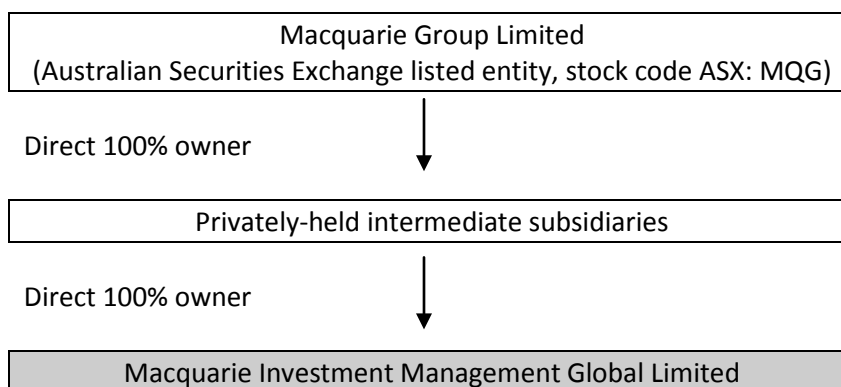 Macquarie Group Limited
(Australian Securities Exchange listed entity, stock code ASX: MQG)
Direct 100% owner
Privately-held intermediate subsidiaries
Direct 100% owner
Macquarie Investment Management Global Limited